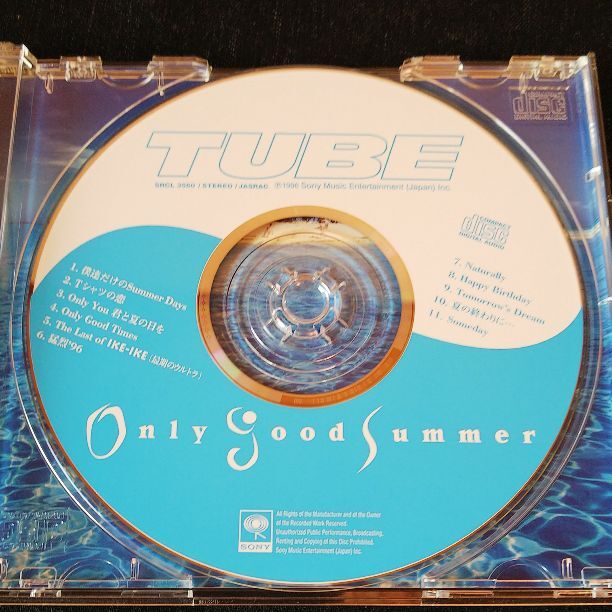 TUBE
SRCL 3560 / STEREO / JASRAC ℗1996 Sony Music Entertainment (Japan) Inc.
COMPACT
disc
DIGITAL AUDIO
1. 僕達だけのSummer Days
2. Tシャツの恋
3. Only You 君と夏の日を
4. Only Good Times
5. The Last of IKE-IKE (最期のウルトラ)
6. 猛烈'96
7. Naturally
8. Happy Birthday
9. Tomorrow's Dream
10. 夏の終わりに…
11. Someday
Only good Summer
SONY
All Rights of the Manufacturer and of the Owner
of the Recorded Work Reserved.
Unauthorized Public Performance, Broadcasting,
Renting and Copying of this Disc Prohibited.
Sony Music Entertainment (Japan) Inc.
disc